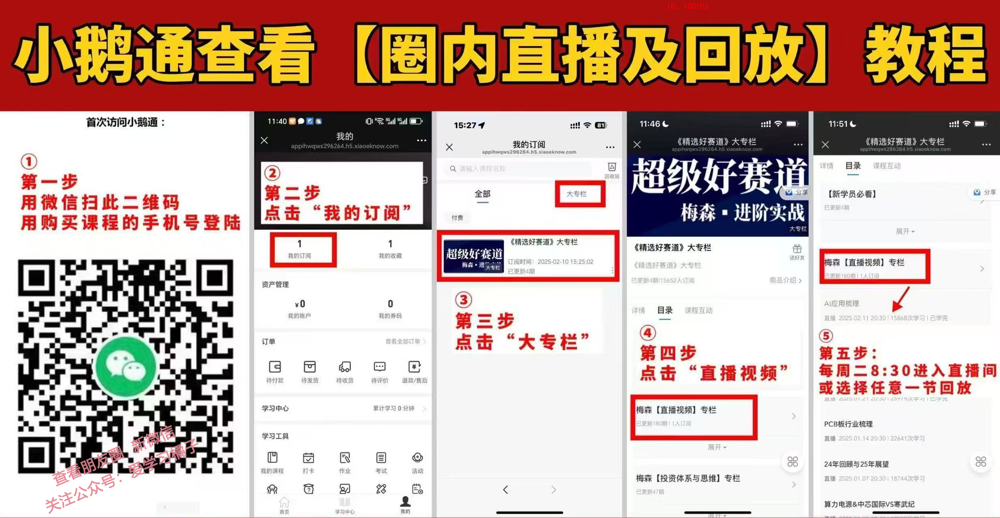 ID：100103
小鹅通查看【圈内直播及回放】教程
首次访问小鹅通：
①
第一步
用微信扫此二维码
用购买课程的手机号登陆
查看朋友圈 新微信
关注公众号：爱学习橘子
11:40
我的
appihwqws296264.h5.xiaoeknow.com
②
第二步
点击“我的订阅”
1
我的订阅
1
我的收藏
资产管理
¥0
我的账户
0
我的券码
订单
查看全部订单
待付款
待发货
待收货
待评价
退款/售后
学习中心
累计学习 0 分钟
学习工具
我的课程
打卡
作业
考试
活动
首页
学习中心
我的
15:27
81
我的订阅
appihwqws296264.h5.xiaoeknow.com
请输入课程名称
回收站
全部
大专栏
付费
超级好赛道
大专栏
《精选好赛道》大专栏
订阅时间：2025-02-10 15:25:02
已更新4期
③
第三步
点击“大专栏”
11:46
《精选好赛道》大专栏
appihwqws296264.h5.xiaoeknow.com
超级好赛道
分享
梅森▪进阶实战
大专栏
《精选好赛道》大专栏
送好友
《精选好赛道》大专栏
已更新4期|15652人订阅
商品介绍
详情
目录
课程互动
④
第四步
点击“直播视频”
梅森【直播视频】专栏
已更新180期 | 1人订阅
展开
梅森【投资体系与思维】专栏
已更新47期
展开
11:51
《精选好赛道》大专栏
appihwqws296264.h5.xiaoeknow.com
详情
目录
课程互动
【新学员必看】
分享
已更新4期
展开
梅森【直播视频】专栏
已更新180期 | 1人订阅
AI应用梳理
直播 2025.02.11 20:30 | 15868次学习 | 已学完
⑤
第五步：
每周二8:30进入直播间
或选择任意一节回放
直播 2025.01.21 20:30 | 25979次学习 | 已学完
PCB板行业梳理
直播 2025.01.14 20:30 | 22641次学习
24年回顾与25年展望
直播 2025.01.07 20:30 | 18744次学习
算力电源&中芯国际VS寒武纪